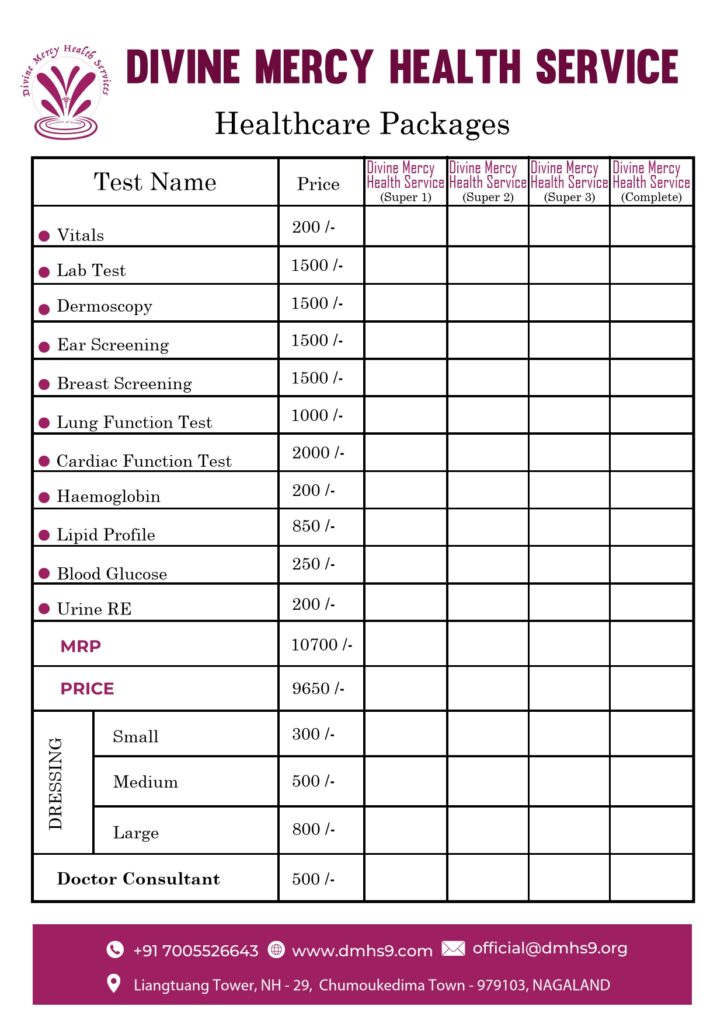 Divine Mercy Health Services
DIVINE MERCY HEALTH SERVICE
Healthcare Packages
Test Name Price Divine Mercy Health Service (Super 1) Divine Mercy Health Service (Super 2) Divine Mercy Health Service (Super 3) Divine Mercy Health Service (Complete)
Vitals 200 /-
Lab Test 1500 /-
Dermoscopy 1500 /-
Ear Screening 1500 /-
Breast Screening 1500 /-
Lung Function Test 1000 /-
Cardiac Function Test 2000 /-
Haemoglobin 200 /-
Lipid Profile 850 /-
Blood Glucose 250 /-
Urine RE 200 /-
MRP 10700 /-
PRICE 9650 /-
DRESSING
Small 300 /-
Medium 500 /-
Large 800 /-
Doctor Consultant 500 /-
+91 7005526643 www.dmhs9.com official@dmhs9.org
Liangtuang Tower, NH - 29, Chumoukedima Town - 979103, NAGALAND